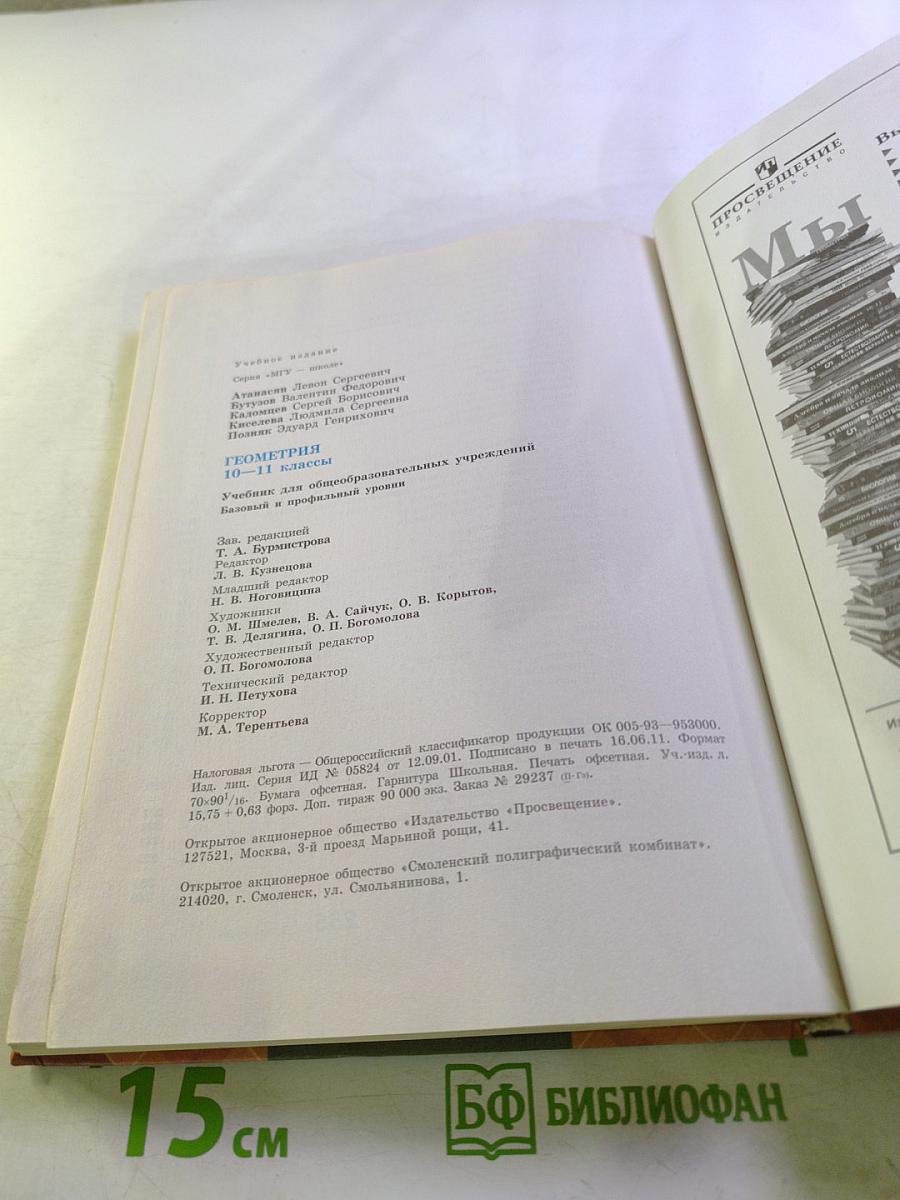 Учебное издание
Серия «МГУ — школе»
Атанасян Левон Сергеевич
Бутузов Валентин Федорович
Кадомцев Сергей Борисович
Киселева Людмила Сергеевна
Позняк Эдуард Генрихович
ГЕОМЕТРИЯ
10—11 классы
Учебник для общеобразовательных учреждений
Базовый и профильный уровни
Зав. редакцией
Т. А. Бурмистрова
Редактор
Л. В. Кузнецова
Младший редактор
Н. В. Ноговицина
Художники
О. М. Шмелев, В. А. Сайчук, О. В. Корытов,
Т. В. Делягина, О. П. Богомолова
Художественный редактор
О. П. Богомолова
Технический редактор
И. Н. Петухова
Корректор
М. А. Терентьева
Налоговая льгота — Общероссийский классификатор продукции ОК 005-93—953000.
Изд. лиц. Серия ИД № 05824 от 12.09.01. Подписано в печать 16.06.11. Формат
70×90¹/₁₆. Бумага офсетная. Гарнитура Школьная. Печать офсетная. Уч.-изд. л.
15,75 + 0,63 форз. Доп. тираж 90 000 экз. Заказ № 29237 (п-гз).
Открытое акционерное общество «Издательство «Просвещение».
127521, Москва, 3-й проезд Марьиной рощи, 41.
Открытое акционерное общество «Смоленский полиграфический комбинат».
214020, г. Смоленск, ул. Смольянинова, 1.
ПРОСВЕЩЕНИЕ
ИЗДАТЕЛЬСТВО
Мы
15 см
БФ БИБЛИОФАН